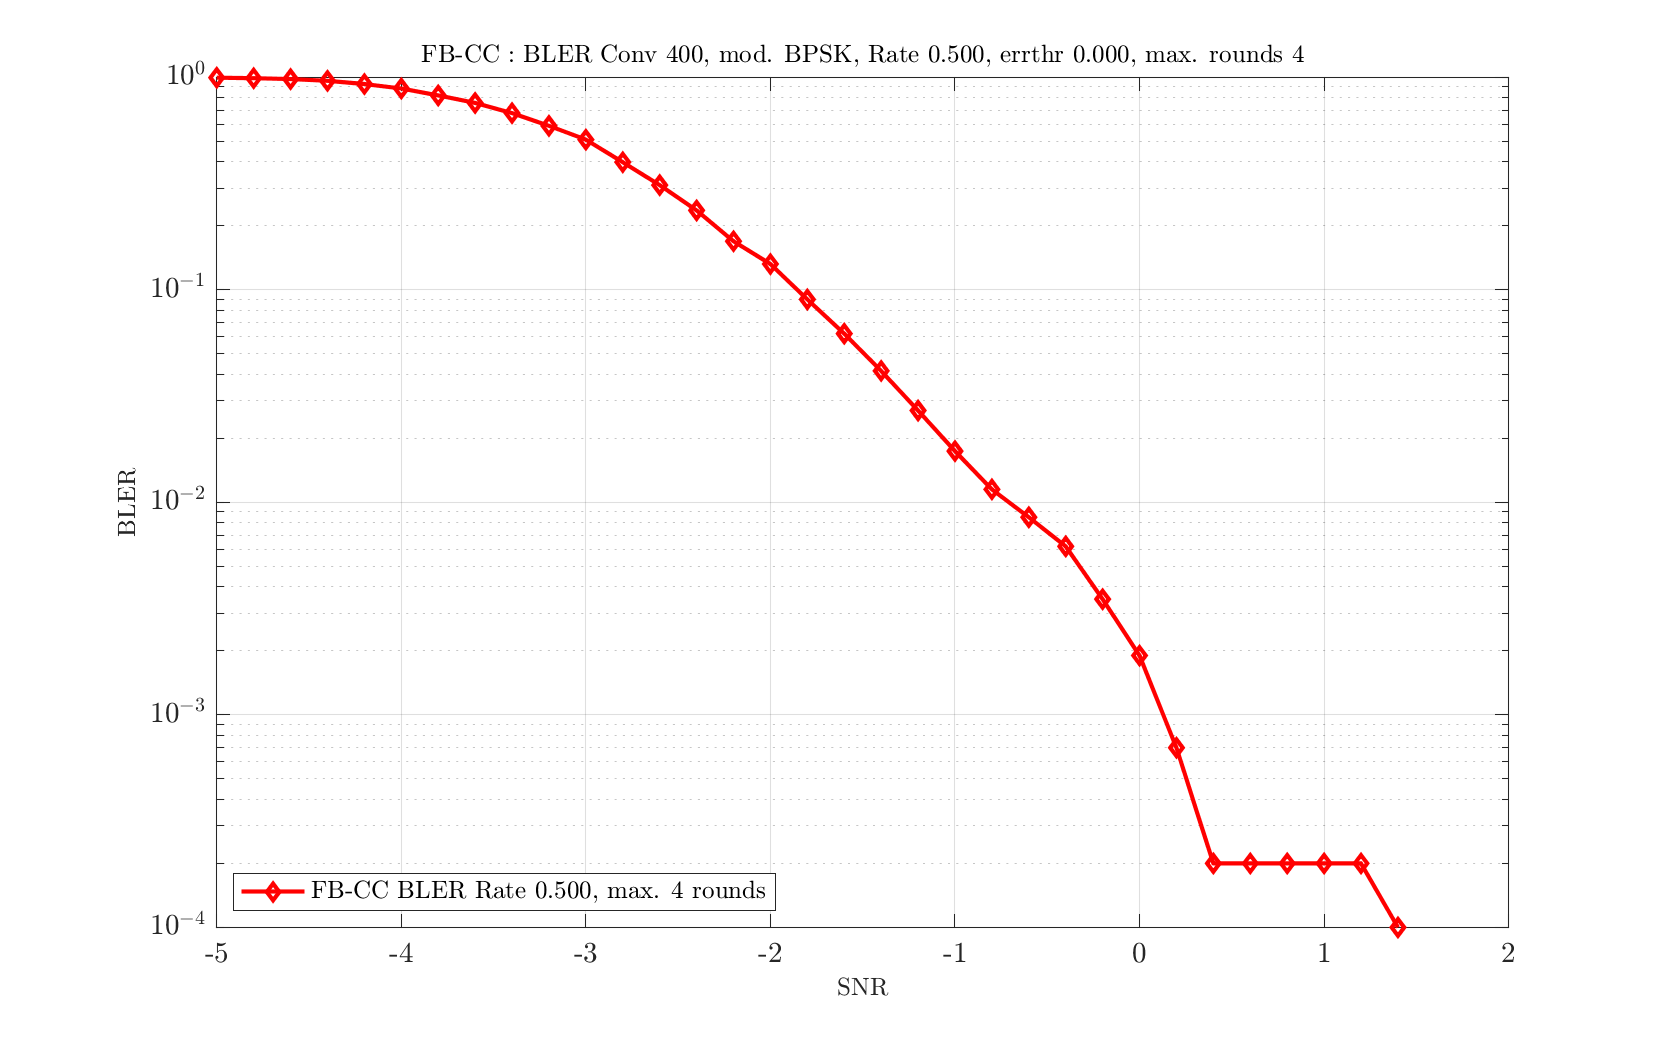 FB-CC : BLER Conv 400, mod. BPSK, Rate 0.500, errthr 0.000, max. rounds 4
10^0
10^-1
10^-2
10^-3
10^-4
BLER
FB-CC BLER Rate 0.500, max. 4 rounds
-5 -4 -3 -2 -1 0 1 2
SNR